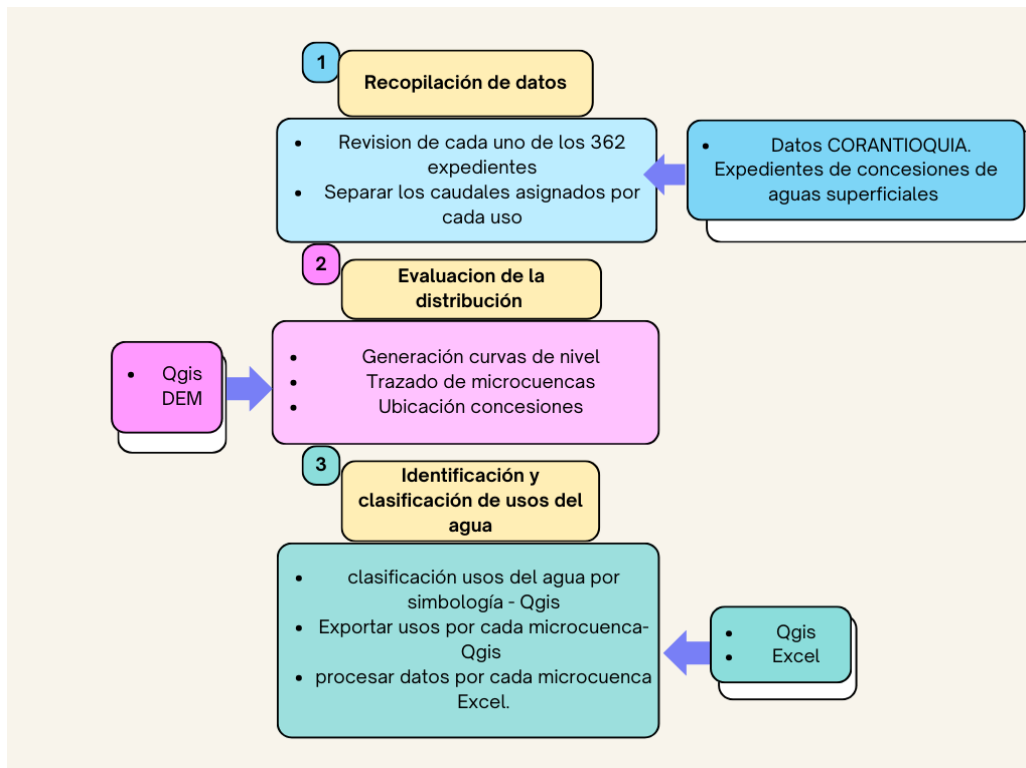 1
Recopilación de datos
• Revision de cada uno de los 362
expedientes
• Separar los caudales asignados por
cada uso
• Datos CORANTIOQUIA.
Expedientes de concesiones de
aguas superficiales
2
Evaluacion de la
distribución
• Generación curvas de nivel
• Trazado de microcuencas
• Ubicación concesiones
• Qgis
DEM
3
Identificación y
clasificación de usos del
agua
• clasificación usos del agua por
simbología - Qgis
• Exportar usos por cada microcuenca-
Qgis
• procesar datos por cada microcuenca
Excel.
• Qgis
• Excel